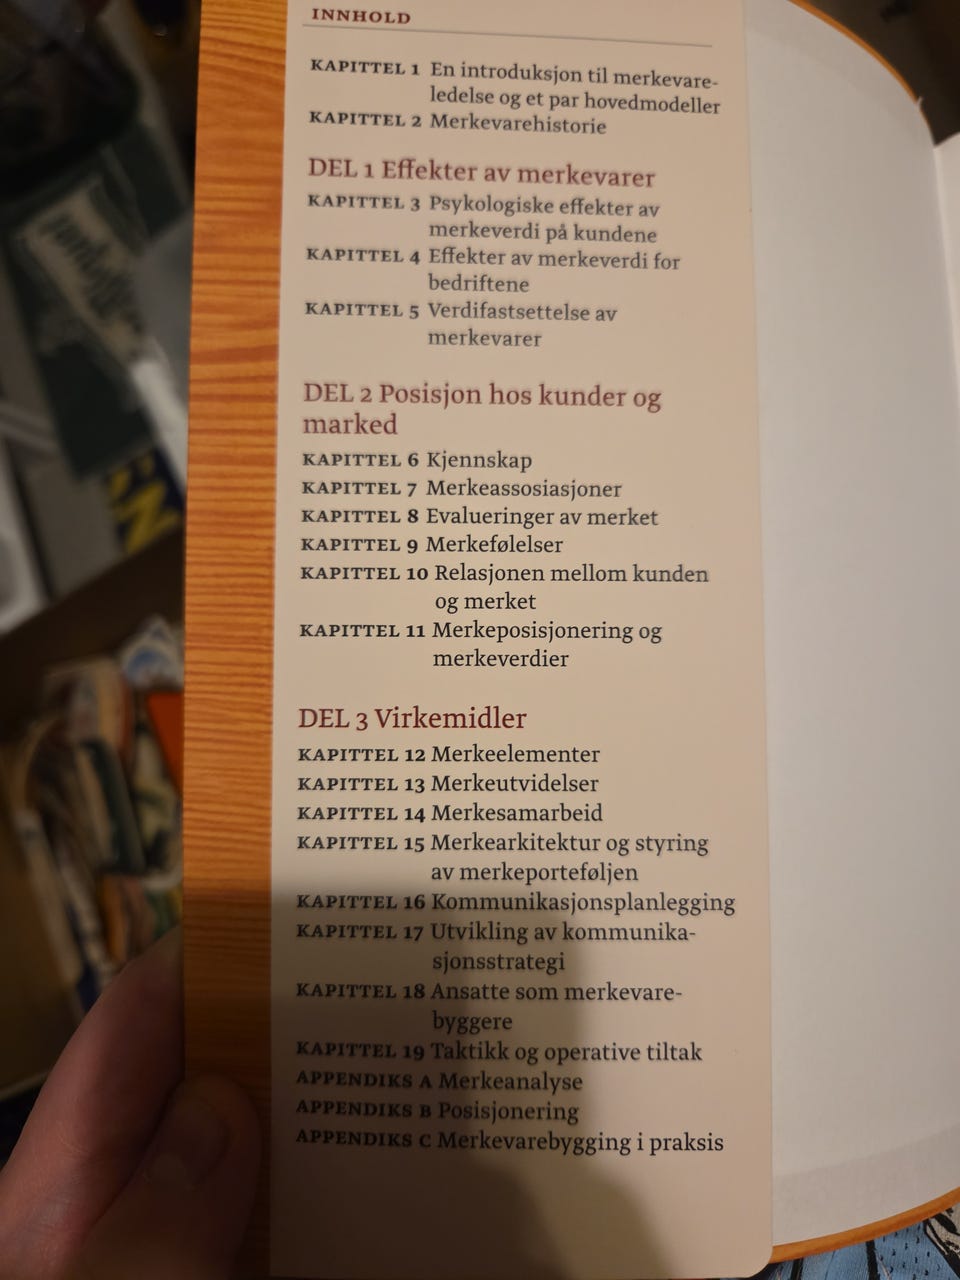 INNHOLD
KAPITTEL 1 En introduksjon til merkevare-
ledelse og et par hovedmodeller
KAPITTEL 2 Merkevarehistorie
DEL 1 Effekter av merkevarer
KAPITTEL 3 Psykologiske effekter av
merkeverdi på kundene
KAPITTEL 4 Effekter av merkeverdi for
bedriftene
KAPITTEL 5 Verdifastsettelse av
merkevarer
DEL 2 Posisjon hos kunder og
marked
KAPITTEL 6 Kjennskap
KAPITTEL 7 Merkeassosiasjoner
KAPITTEL 8 Evalueringer av merket
KAPITTEL 9 Merkefølelser
KAPITTEL 10 Relasjonen mellom kunden
og merket
KAPITTEL 11 Merkeposisjonering og
merkeverdier
DEL 3 Virkemidler
KAPITTEL 12 Merkeelementer
KAPITTEL 13 Merkeutvidelser
KAPITTEL 14 Merkesamarbeid
KAPITTEL 15 Merkearkitektur og styring
av merkeporteføljen
KAPITTEL 16 Kommunikasjonsplanlegging
KAPITTEL 17 Utvikling av kommunika-
sjonsstrategi
KAPITTEL 18 Ansatte som merkevare-
byggere
KAPITTEL 19 Taktikk og operative tiltak
APPENDIKS A Merkeanalyse
APPENDIKS B Posisjonering
APPENDIKS C Merkevarebygging i praksis